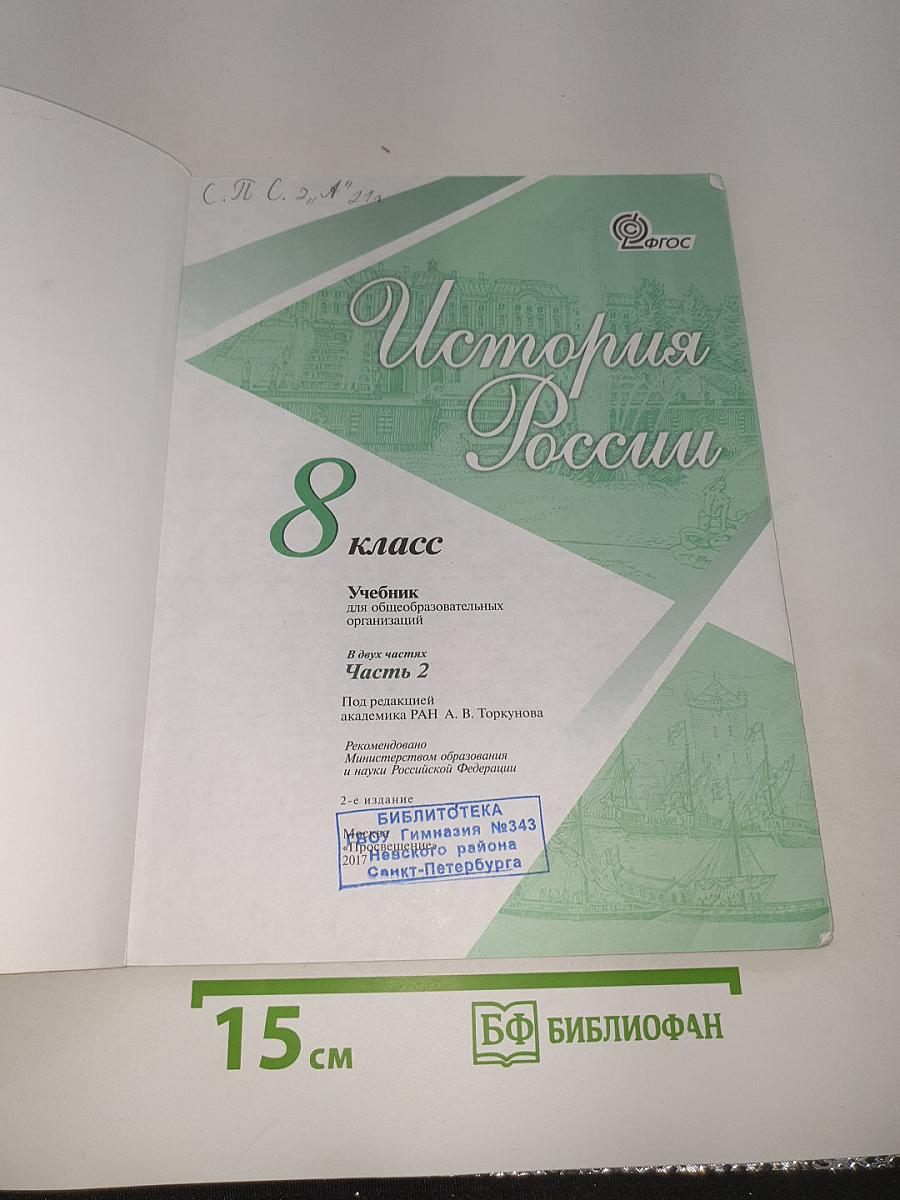 С. П С. 2 „А" 21г
ФГОС
История
России
8 класс
Учебник
для общеобразовательных
организаций
В двух частях
Часть 2
Под редакцией
академика РАН А. В. Торкунова
Рекомендовано
Министерством образования
и науки Российской Федерации
2-е издание
Москва
«Просвещение»
2017
БИБЛИТОТЕКА
ГБОУ Гимназия №343
Невского района
Санкт-Петербурга
15 см
БФ БИБЛИОФАН